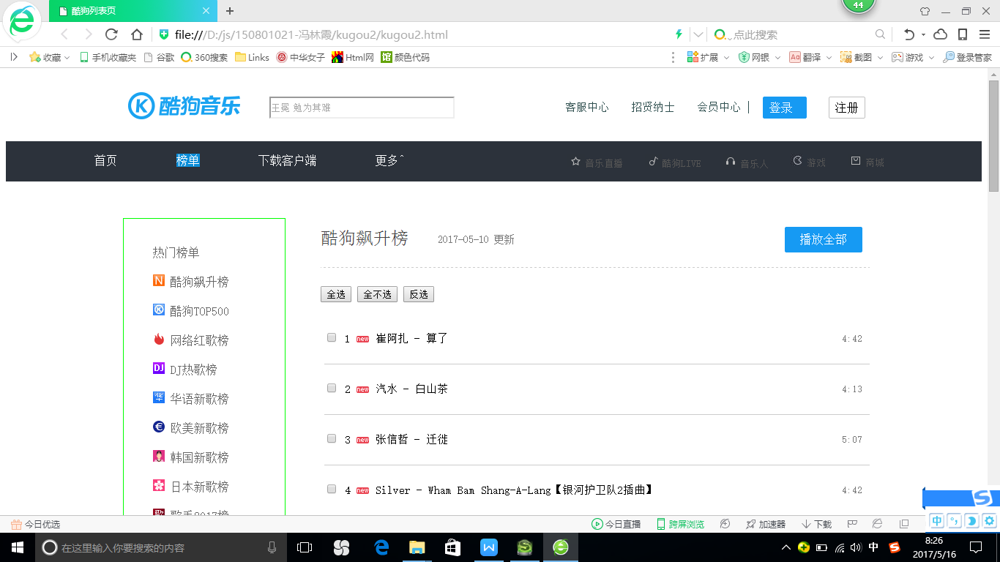 酷狗列表页
44
file:///D:/js/150801021-冯林霞/kugou2/kugou2.html
点此搜索
收藏 手机收藏夹 谷歌 360搜索 Links 中华女子 Html网 颜色代码 扩展 网银 翻译 截图 游戏 登录管家
酷狗音乐 王冕 勉为其难 客服中心 招贤纳士 会员中心 | 登录 注册
首页 榜单 下载客户端 更多ˆ 音乐直播 酷狗LIVE 音乐人 游戏 商城
酷狗飙升榜 2017-05-10 更新 播放全部
热门榜单
酷狗飙升榜
酷狗TOP500
网络红歌榜
DJ DJ热歌榜
华语新歌榜
欧美新歌榜
韩国新歌榜
日本新歌榜
歌手2017榜
全选 全不选 反选
1 new 崔阿扎 - 算了 4:42
2 new 汽水 - 白山茶 4:13
3 new 张信哲 - 迁徙 5:07
4 new Silver - Wham Bam Shang-A-Lang【银河护卫队2插曲】 4:42
今日优选 今日直播 跨屏浏览 加速器 下载 中
在这里输入你要搜索的内容 中 8:26
2017/5/16